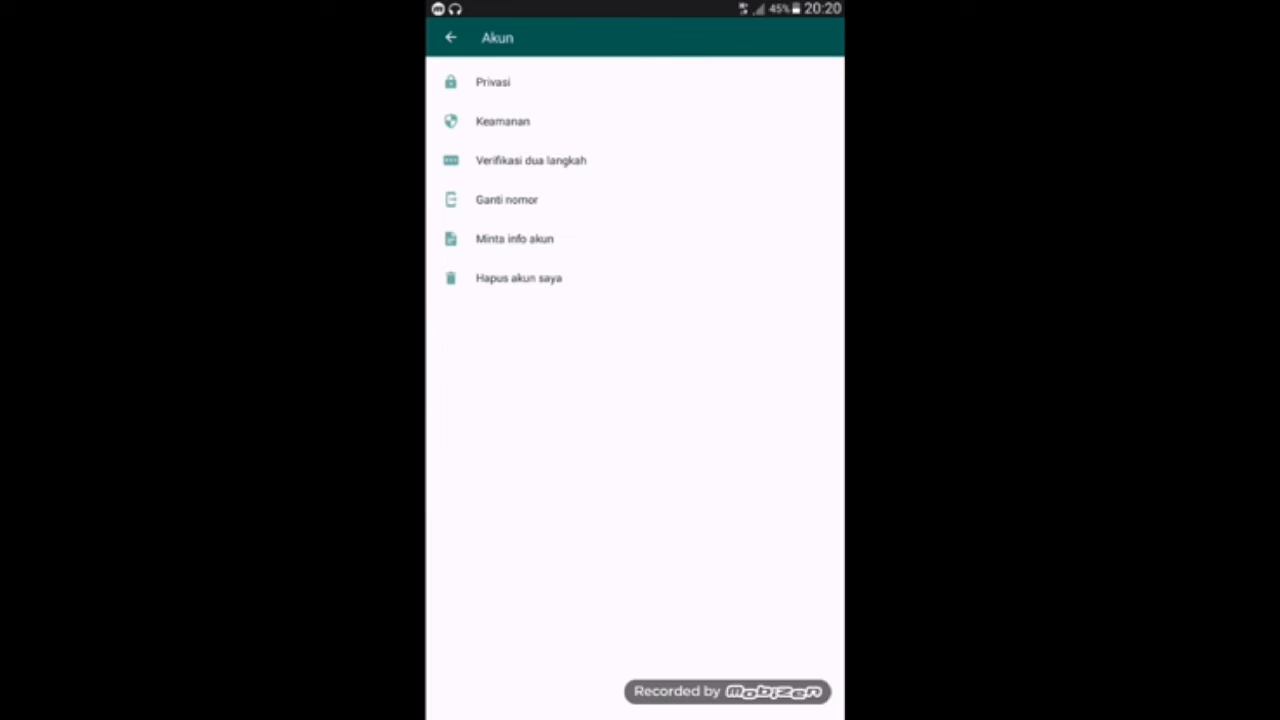 45% 20:20
Akun
Privasi
Keamanan
Verifikasi dua langkah
Ganti nomor
Minta info akun
Hapus akun saya
Recorded by mobizen